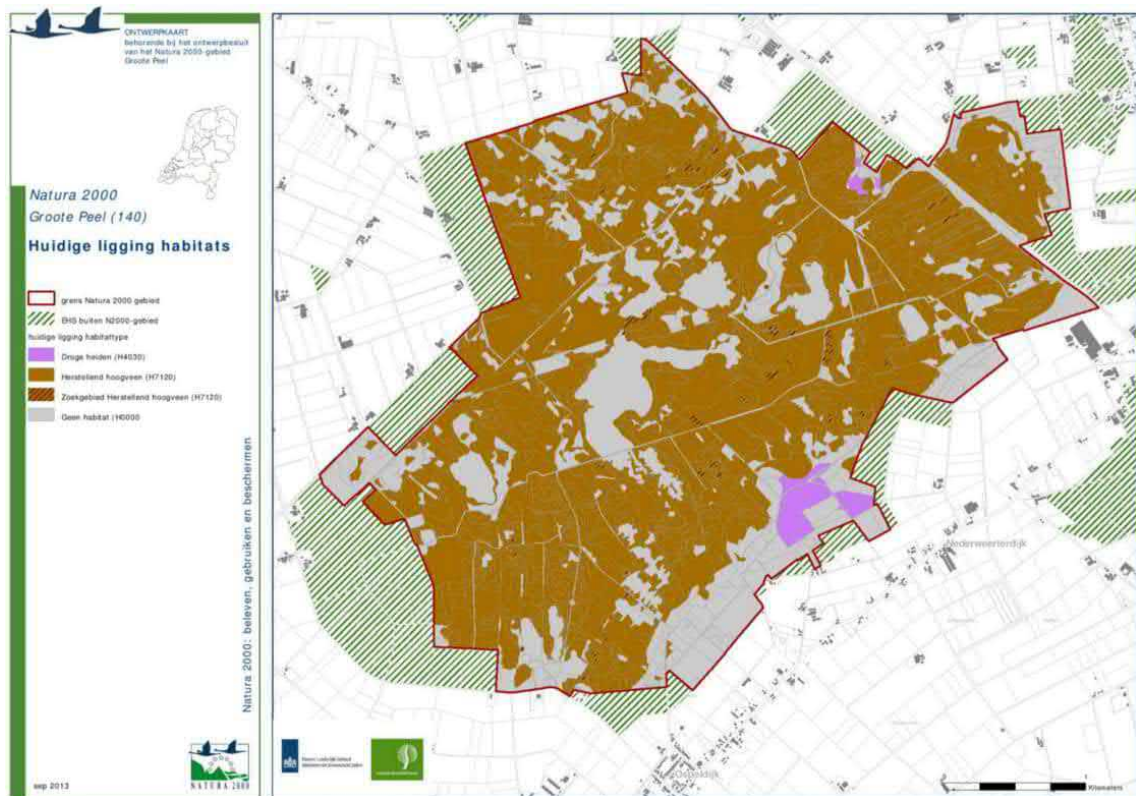 ONTWERPKAART
behorende bij het ontwerpbesluit
van het Natura 2000-gebied
Groote Peel
Natura 2000
Groote Peel (140)
Huidige ligging habitats
grens Natura 2000 gebied
EHS buiten N2000-gebied
huidige ligging habitattype
Droge heiden (H4030)
Herstellend hoogveen (H7120)
Zoekgebied Herstellend hoogveen (H7120)
Geen habitat (H0000
Natura 2000: beleven, gebruiken en beschermen
sep 2013
NATURA 2000
Nederweerterdijk
Ospeldijk
1
Kilometers